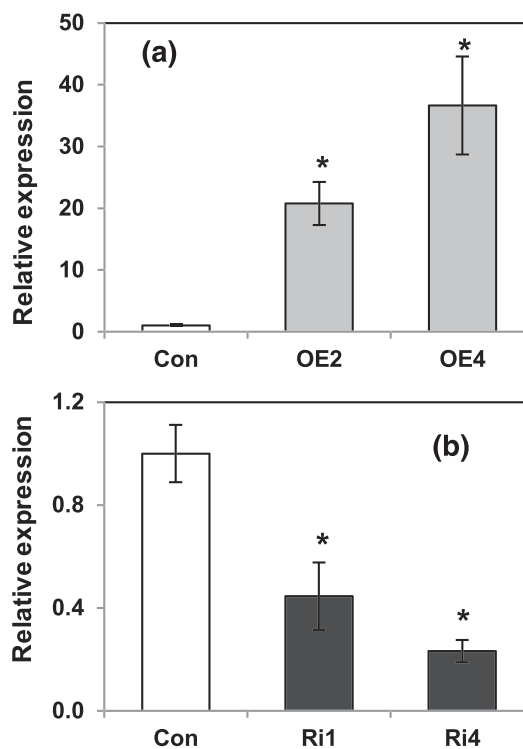 (a)
Relative expression
50
40
30
20
10
0
*
*
Con OE2 OE4
(b)
Relative expression
1.2
0.8
0.4
0.0
*
*
Con Ri1 Ri4